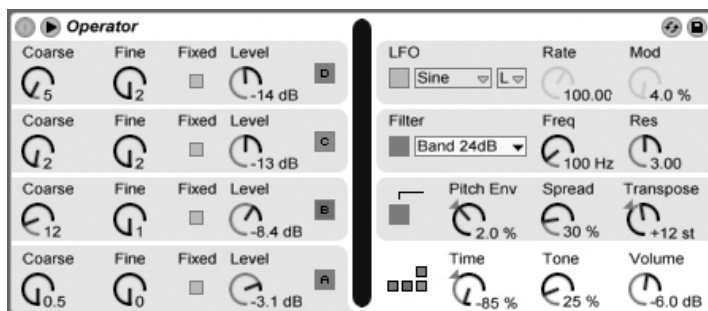 Operator
Coarse Fine Fixed Level
5 2 -14 dB D
Coarse Fine Fixed Level
2 2 -13 dB C
Coarse Fine Fixed Level
12 1 -8.4 dB B
Coarse Fine Fixed Level
0.5 0 -3.1 dB A
LFO Rate Mod
Sine L 100.00 4.0 %
Filter Freq Res
Band 24dB 100 Hz 3.00
Pitch Env Spread Transpose
2.0 % 30 % +12 st
Time Tone Volume
-85 % 25 % -6.0 dB